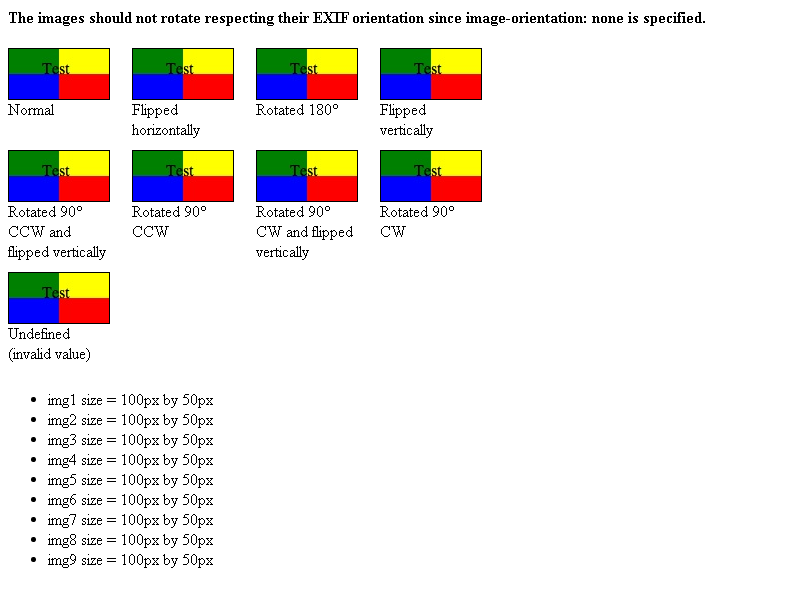 The images should not rotate respecting their EXIF orientation since image-orientation: none is specified.
Test Test Test Test
Normal Flipped Rotated 180° Flipped
horizontally vertically
Test Test Test Test
Rotated 90° Rotated 90° Rotated 90° Rotated 90°
CCW and CCW CW and flipped CW
flipped vertically vertically
Test
Undefined
(invalid value)
• img1 size = 100px by 50px
• img2 size = 100px by 50px
• img3 size = 100px by 50px
• img4 size = 100px by 50px
• img5 size = 100px by 50px
• img6 size = 100px by 50px
• img7 size = 100px by 50px
• img8 size = 100px by 50px
• img9 size = 100px by 50px